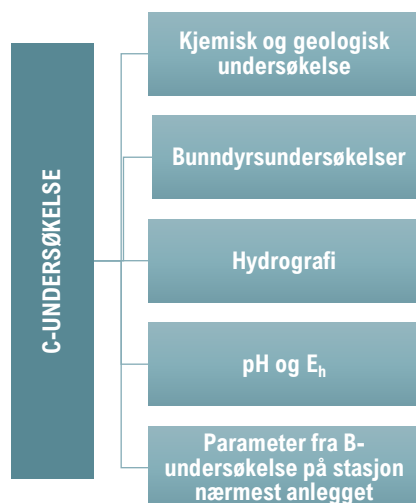 C-UNDERSØKELSE
Kjemisk og geologisk
undersøkelse
Bunndyrsundersøkelser
Hydrografi
pH og Eₕ
Parameter fra B-
undersøkelse på stasjon
nærmest anlegget